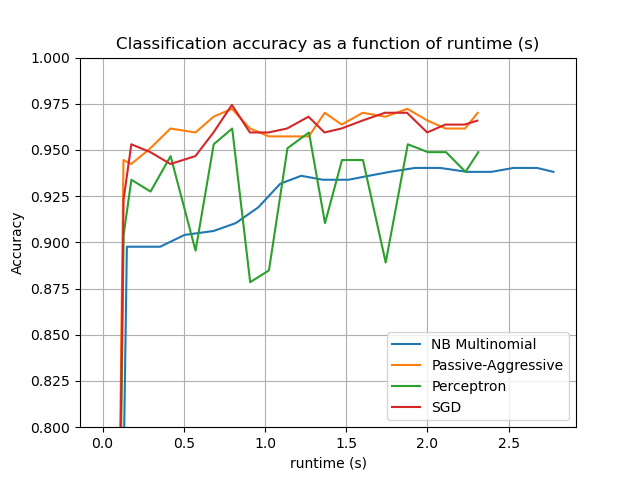 Classification accuracy as a function of runtime (s)
1.000
0.975
0.950
0.925
0.900
0.875
0.850
0.825
0.800
Accuracy
NB Multinomial
Passive-Aggressive
Perceptron
SGD
0.0 0.5 1.0 1.5 2.0 2.5
runtime (s)